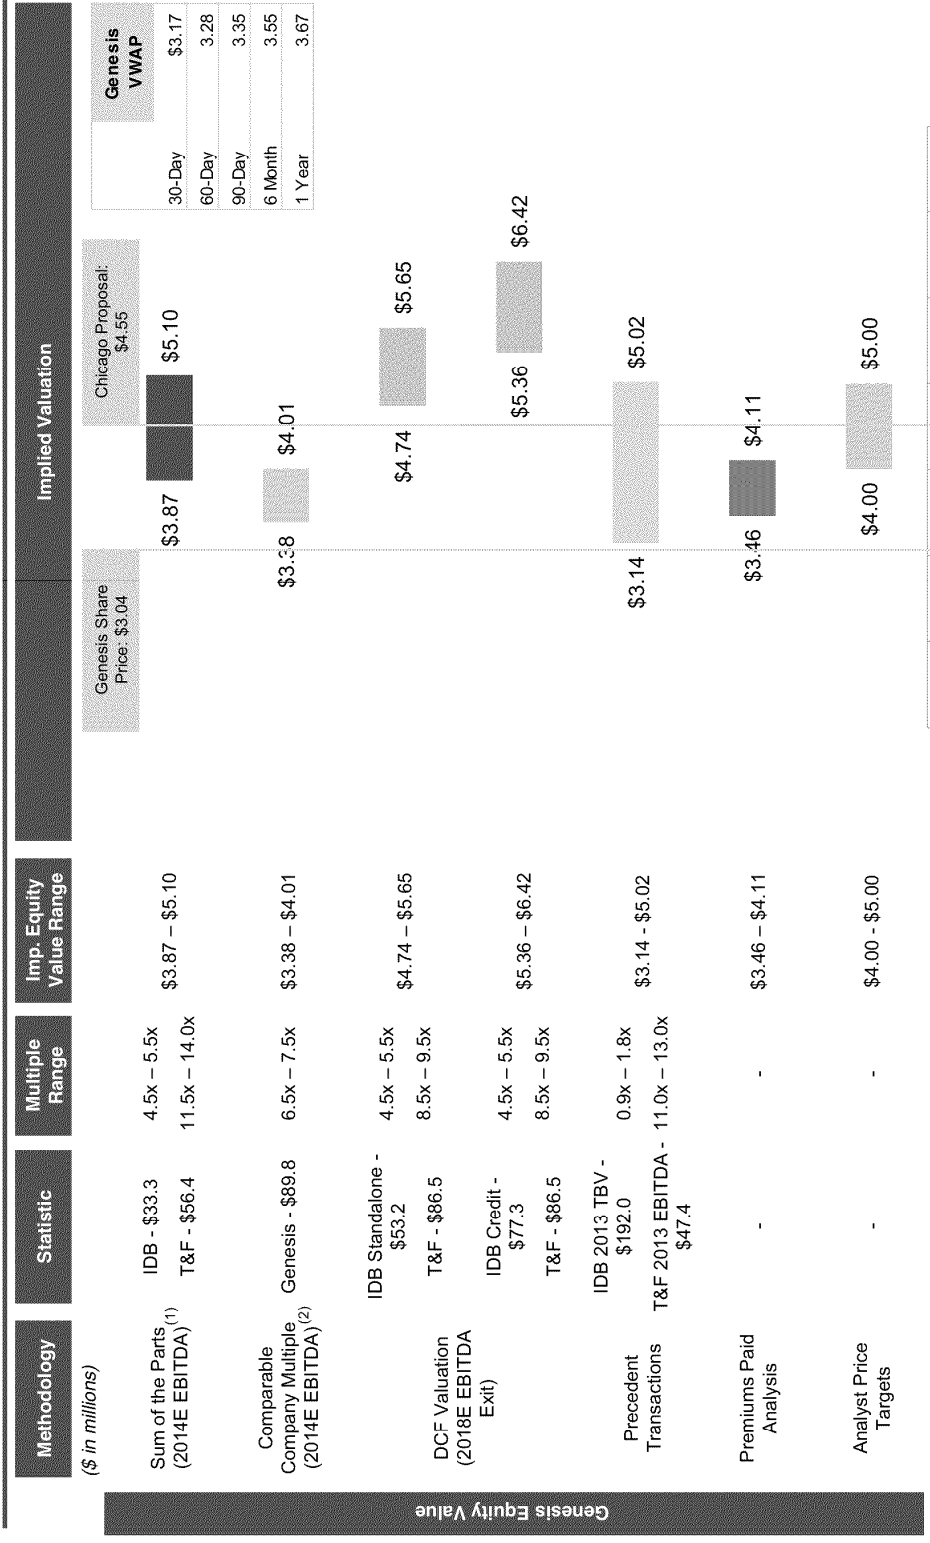 Methodology
Statistic
Multiple
Range
Imp. Equity
Value Range
Implied Valuation
($ in millions)
Genesis Share
Price: $3.04
Chicago Proposal:
$4.55
Genesis
VWAP
30-Day $3.17
60-Day 3.28
90-Day 3.35
6 Month 3.55
1 Year 3.67
Genesis Equity Value
Sum of the Parts
(2014E EBITDA)(1)
IDB - $33.3
T&F - $56.4
4.5x – 5.5x
11.5x – 14.0x
$3.87 – $5.10
$3.87
$5.10
Comparable
Company Multiple
(2014E EBITDA)(2)
Genesis - $89.8
6.5x – 7.5x
$3.38 – $4.01
$3.38
$4.01
DCF Valuation
(2018E EBITDA
Exit)
IDB Standalone -
$53.2
T&F - $86.5
4.5x – 5.5x
8.5x – 9.5x
$4.74 – $5.65
$4.74
$5.65
IDB Credit -
$77.3
T&F - $86.5
4.5x – 5.5x
8.5x – 9.5x
$5.36 – $6.42
$5.36
$6.42
Precedent
Transactions
IDB 2013 TBV -
$192.0
T&F 2013 EBITDA -
$47.4
0.9x – 1.8x
11.0x – 13.0x
$3.14 - $5.02
$3.14
$5.02
Premiums Paid
Analysis
-
-
$3.46 – $4.11
$3.46
$4.11
Analyst Price
Targets
-
-
$4.00 - $5.00
$4.00
$5.00